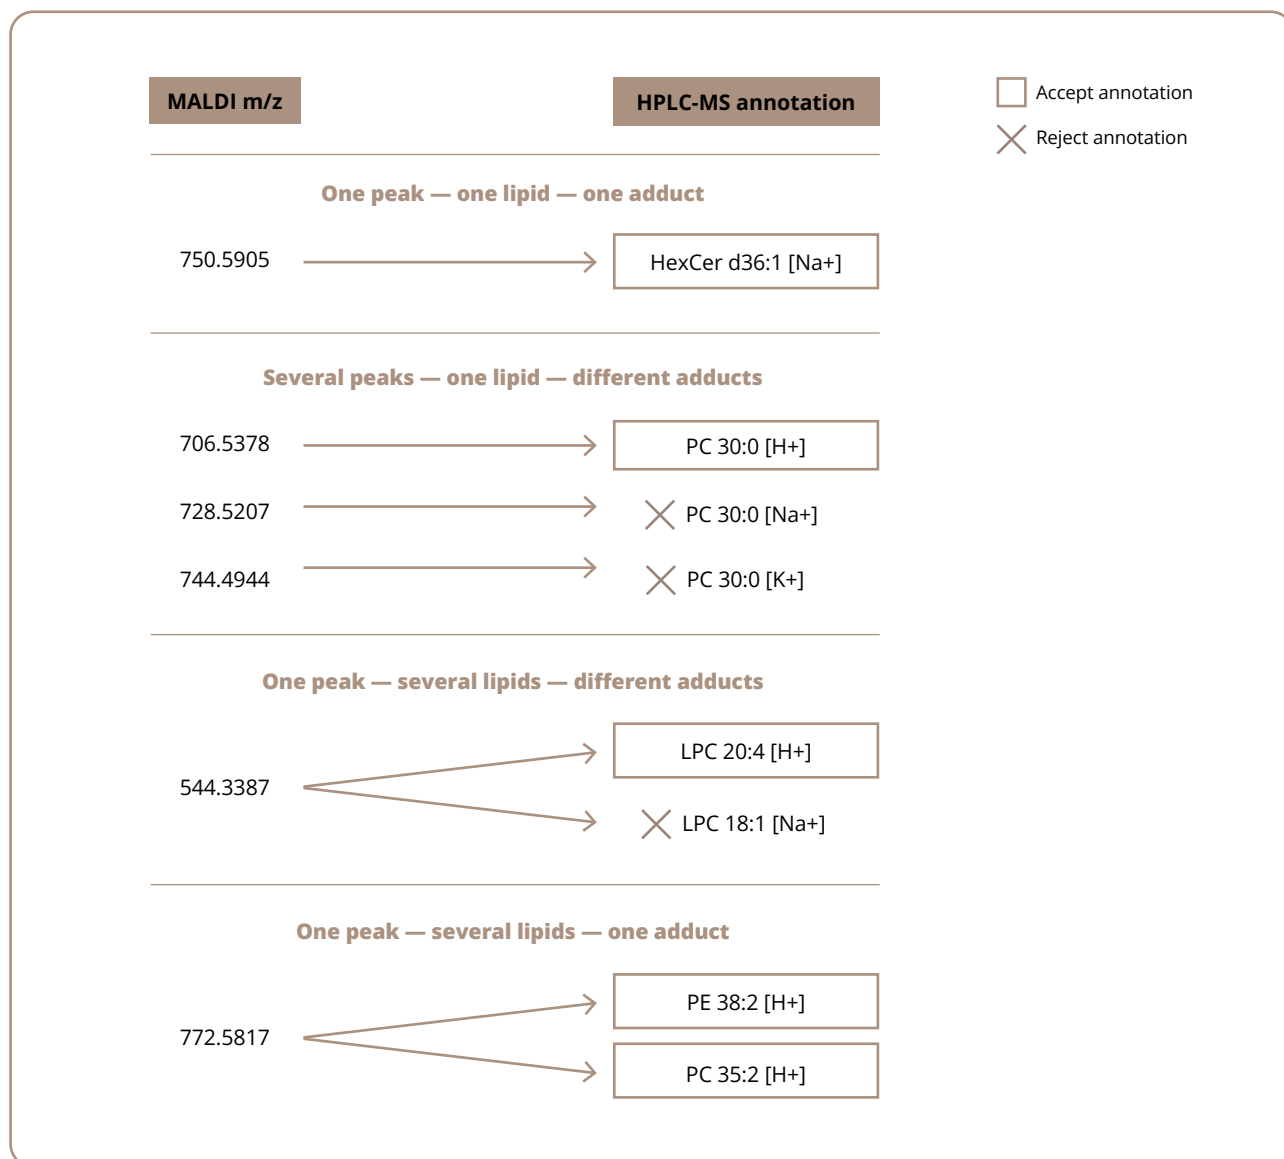 MALDI m/z
HPLC-MS annotation
Accept annotation
Reject annotation
One peak — one lipid — one adduct
750.5905
HexCer d36:1 [Na+]
Several peaks — one lipid — different adducts
706.5378
PC 30:0 [H+]
728.5207
PC 30:0 [Na+]
744.4944
PC 30:0 [K+]
One peak — several lipids — different adducts
544.3387
LPC 20:4 [H+]
LPC 18:1 [Na+]
One peak — several lipids — one adduct
772.5817
PE 38:2 [H+]
PC 35:2 [H+]